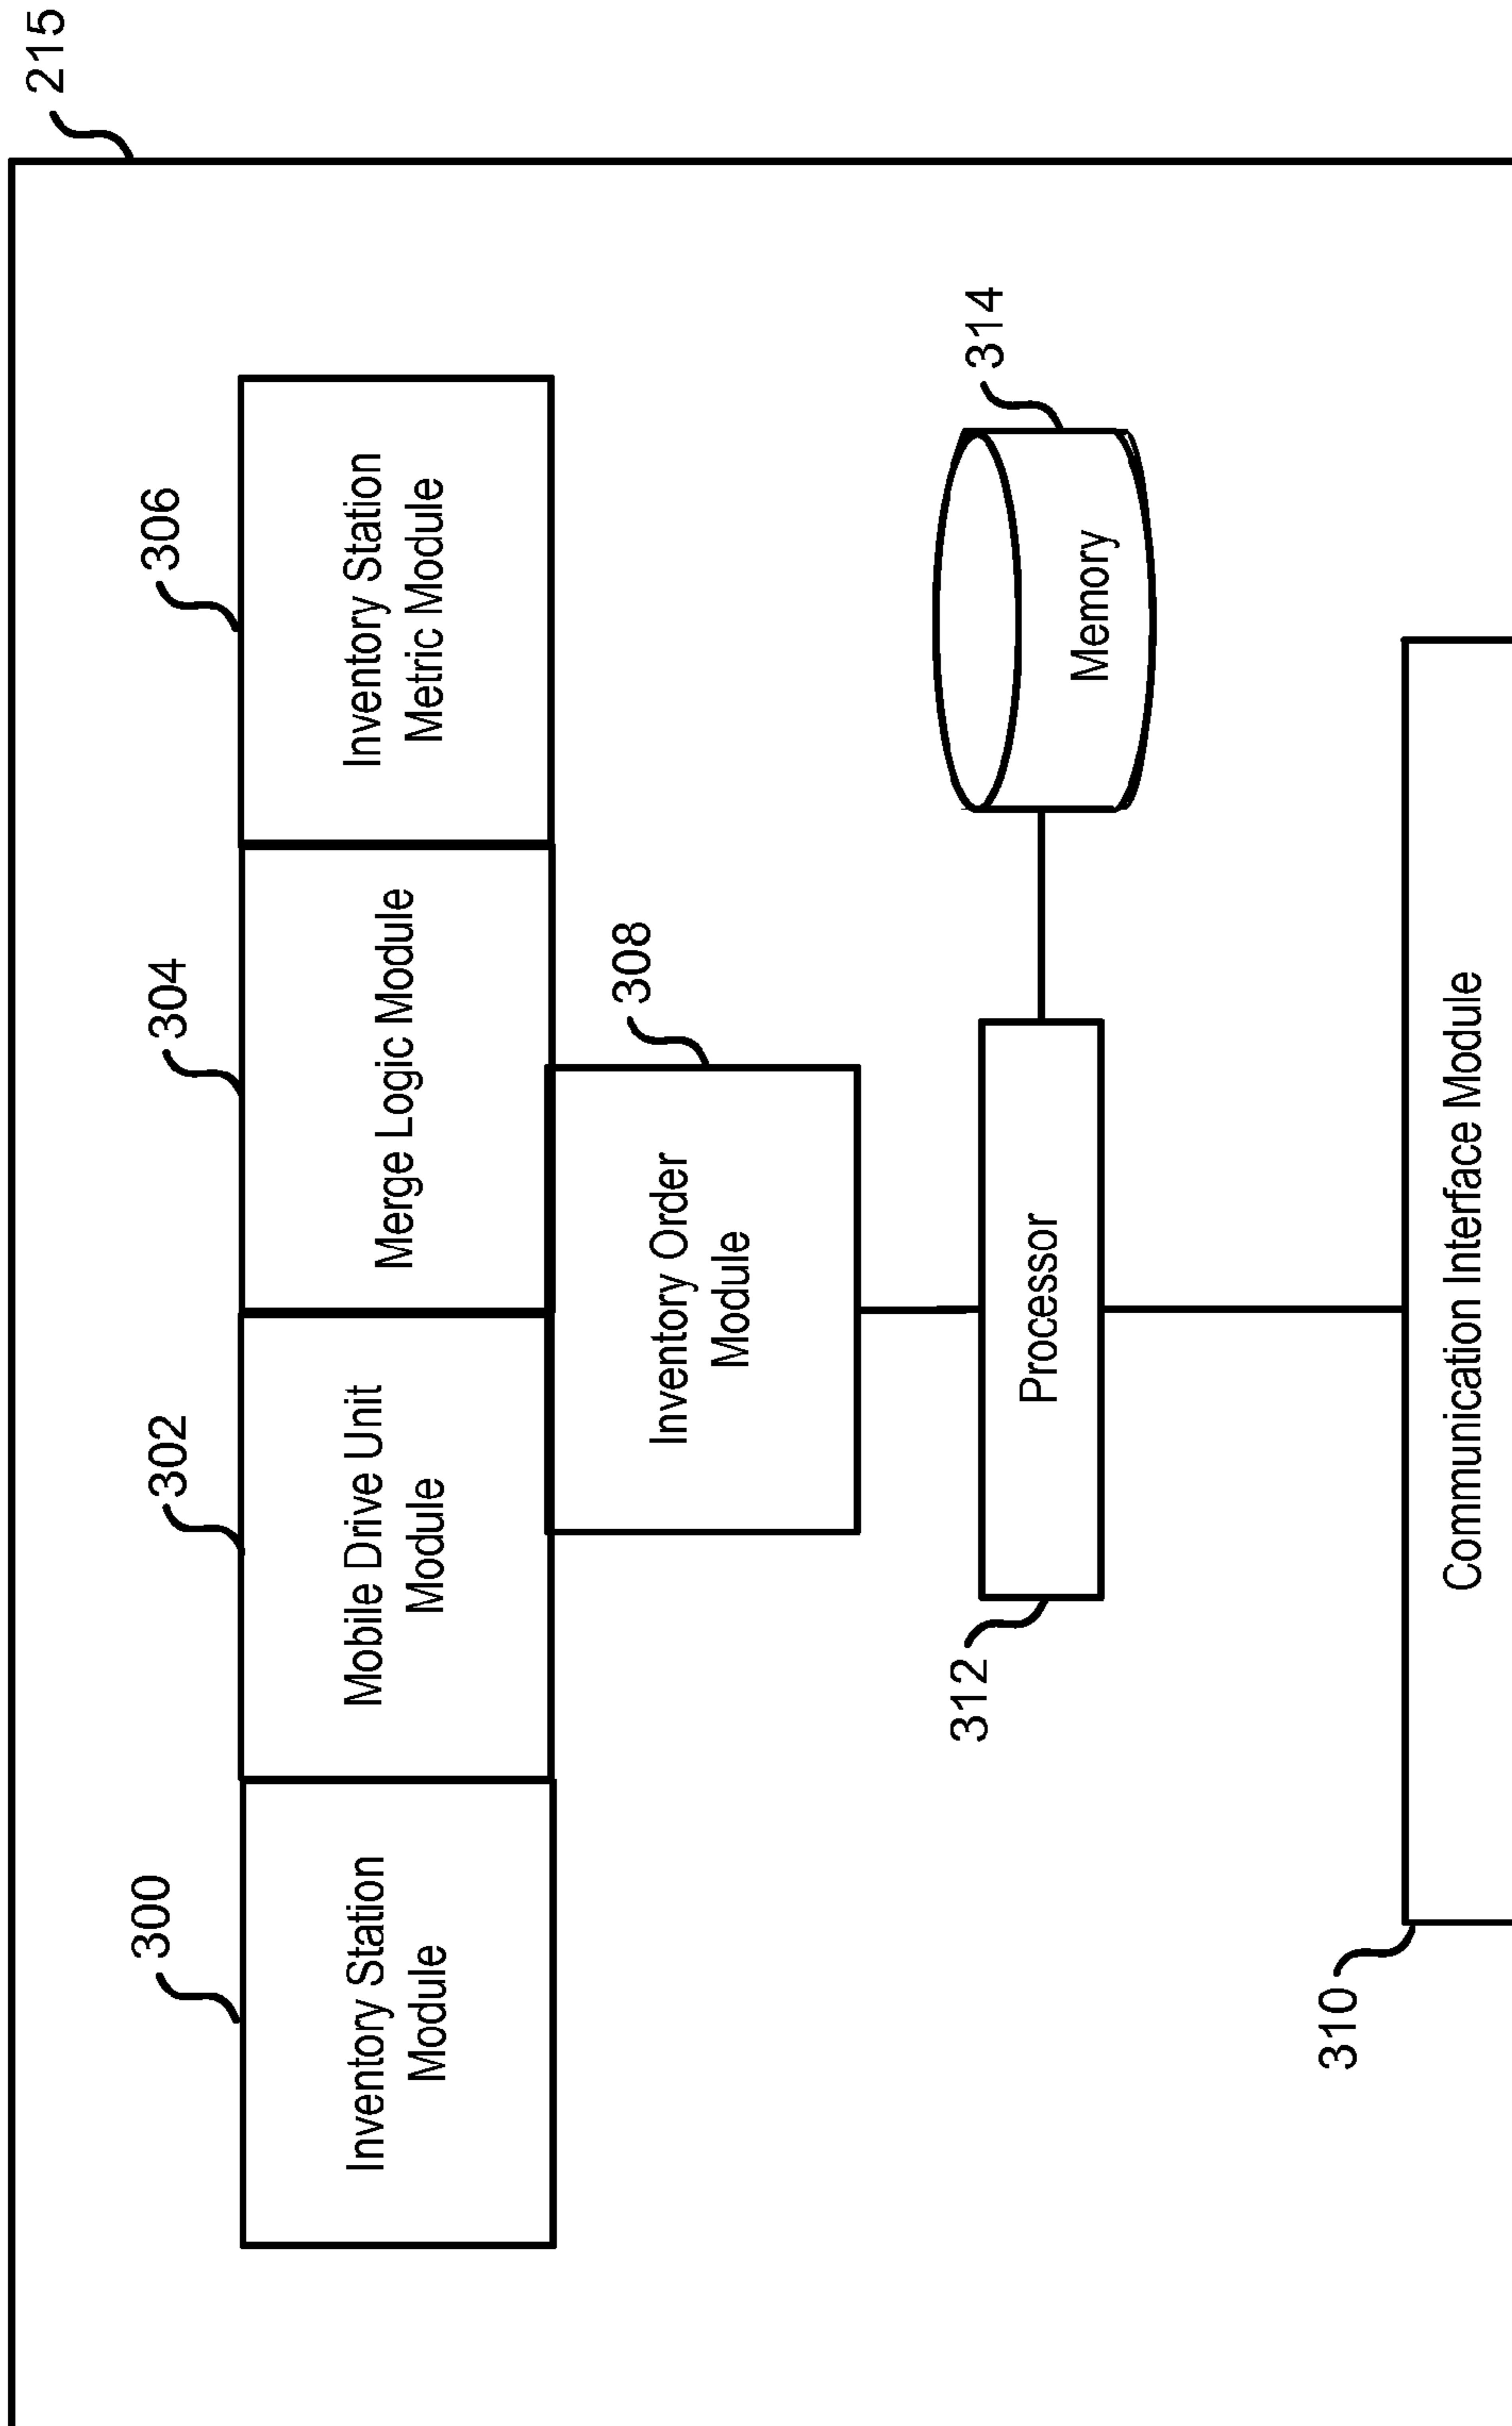 215
300
302
304
306
Inventory Station
Module
Mobile Drive Unit
Module
Merge Logic Module
Inventory Station
Metric Module
308
Inventory Order
Module
314
Memory
312
Processor
310
Communication Interface Module